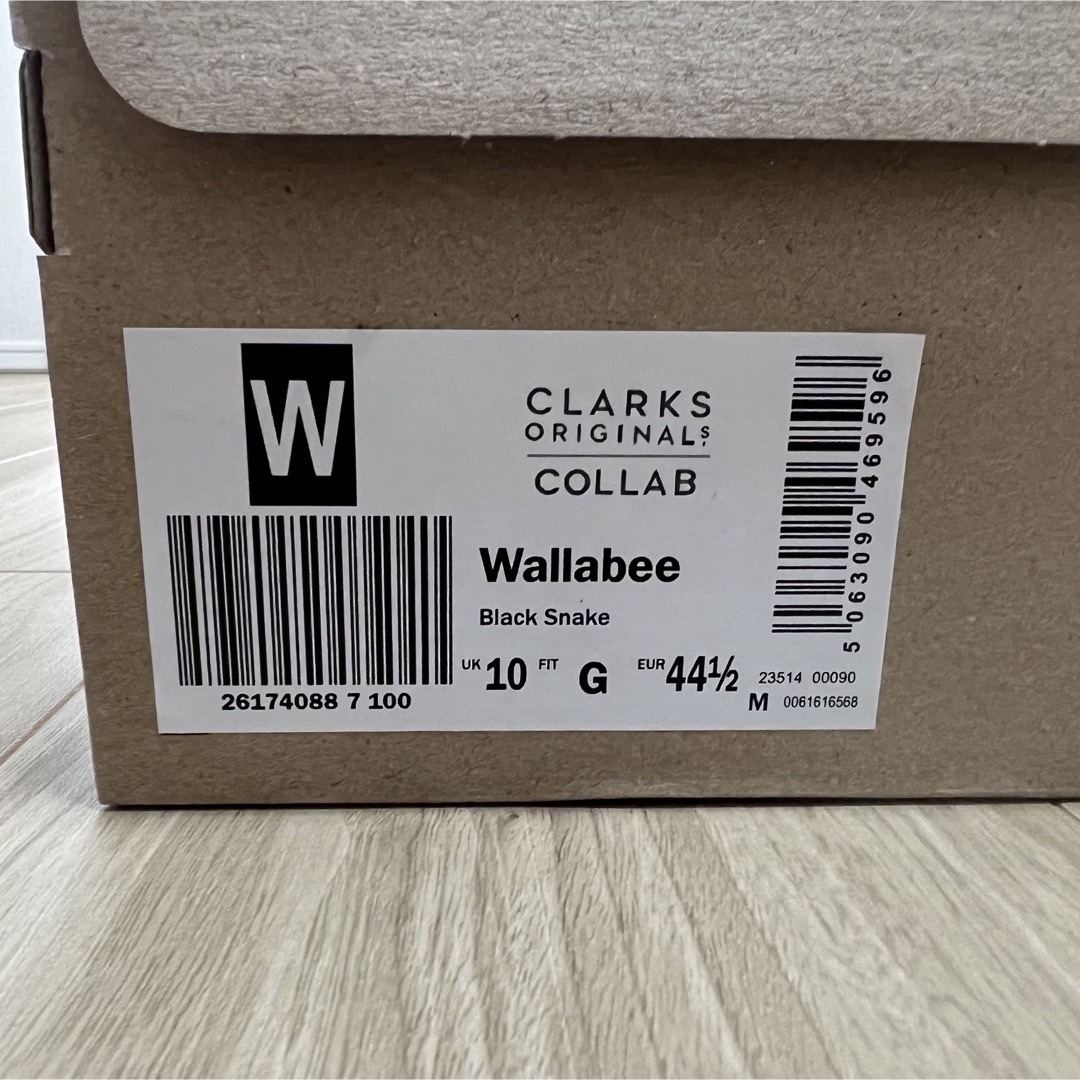 W
CLARKS
ORIGINALS.
COLLAB
Wallabee
Black Snake
UK 10 FIT G EUR 44½
26174088 7 100
5 063090 469596
23514 00090
M 0061616568